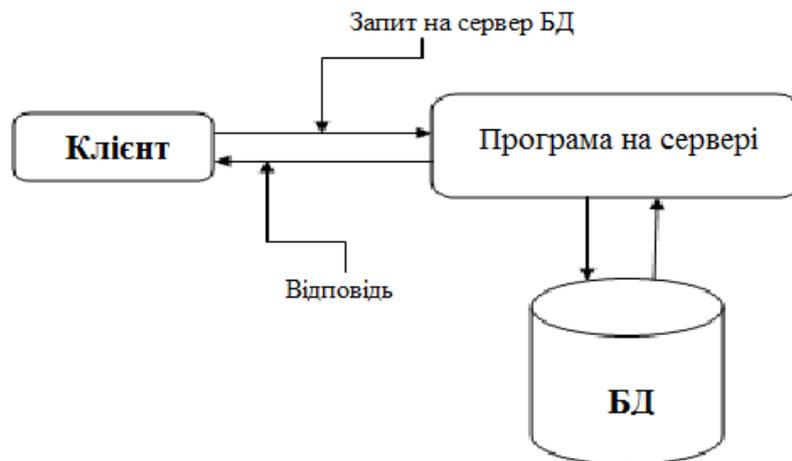 Запит на сервер БД
Клієнт
Програма на сервері
Відповідь
БД